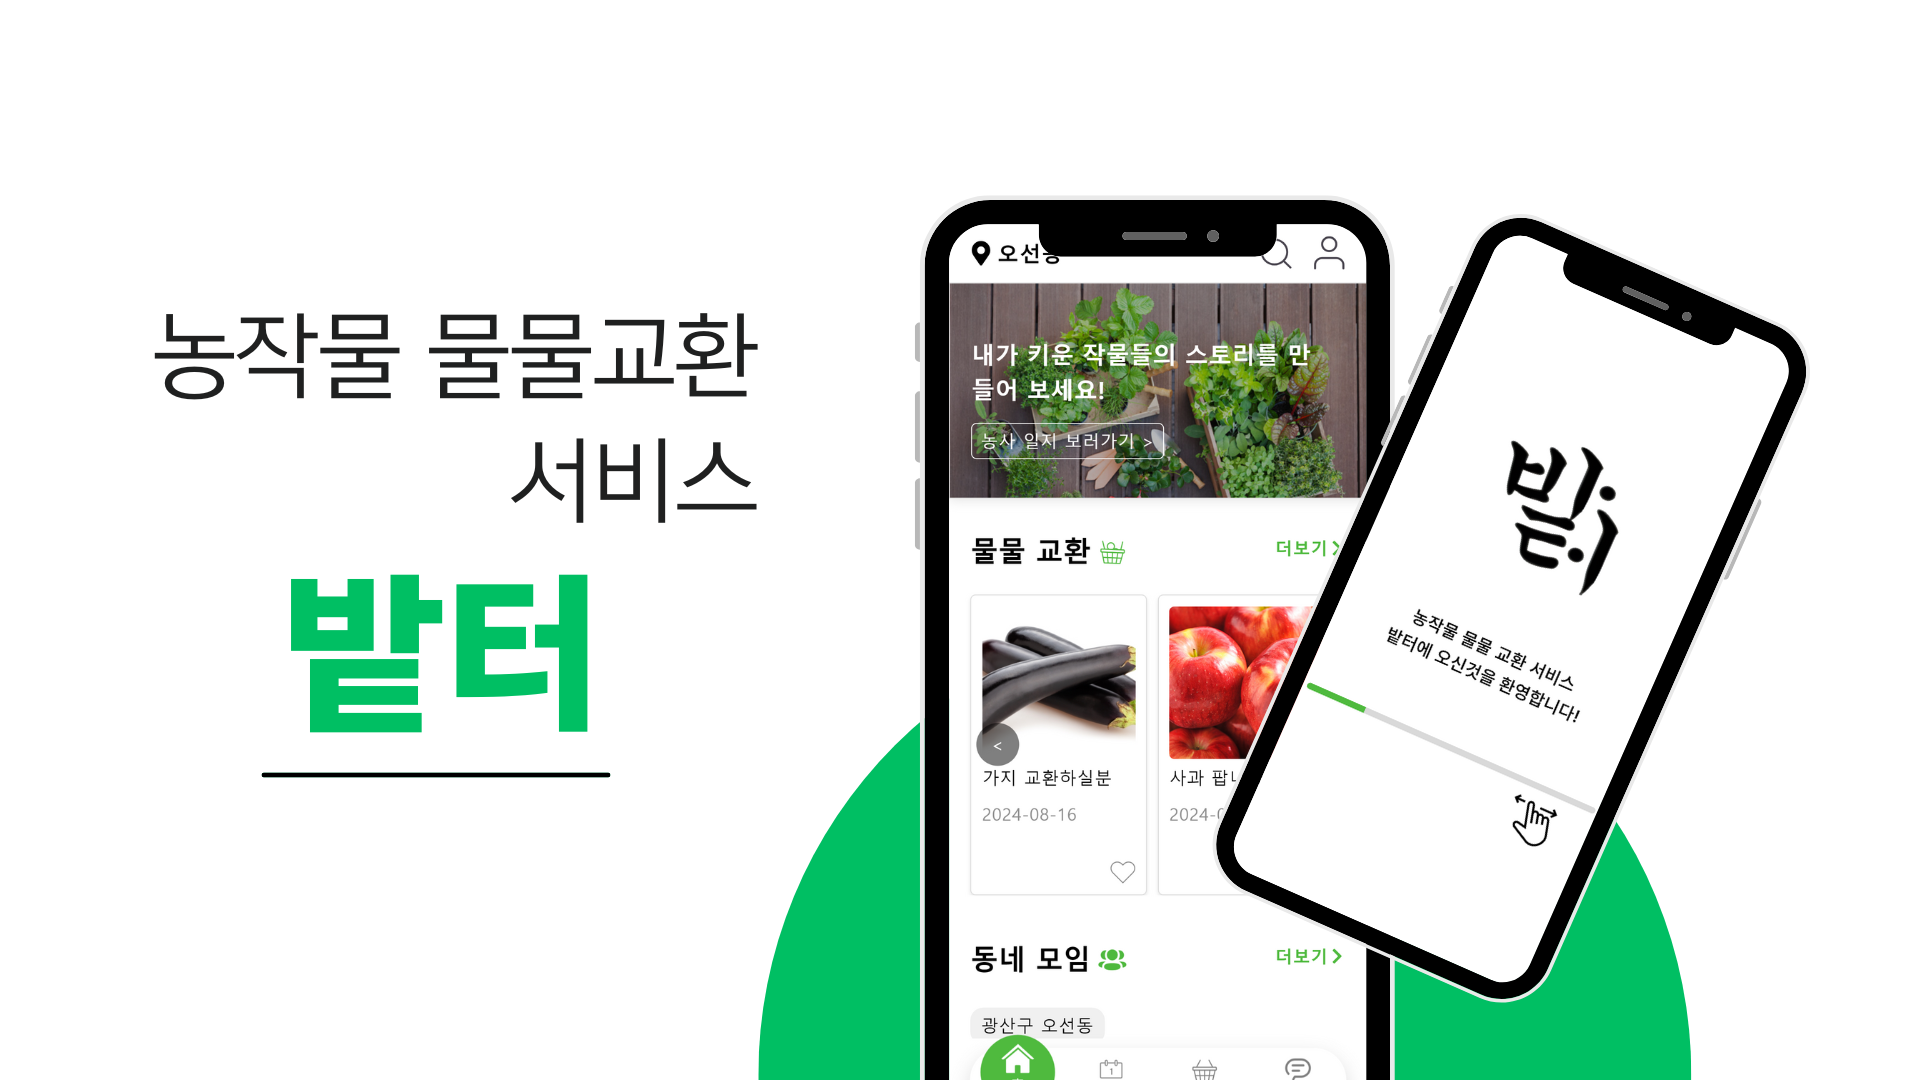 농작물 물물교환
서비스
밭터
오선동
내가 키운 작물들의 스토리를 만
들어 보세요!
농사 일지 보러가기 >
물물 교환
더보기 >
<
가지 교환하실분
2024-08-16
사과
2024-0
동네 모임
더보기 >
광산구 오선동
1
밝
농작물 물물 교환 서비스
밭터에 오신것을 환영합니다!